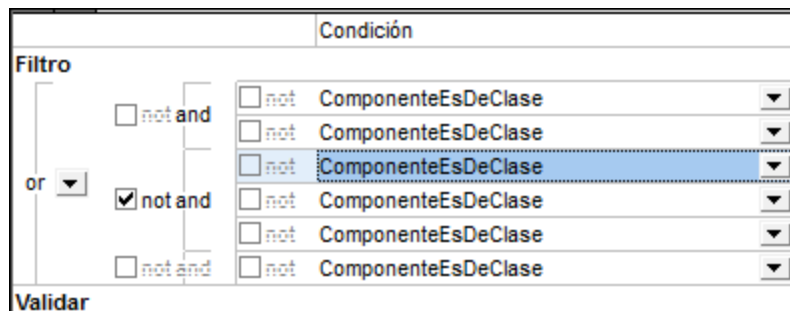 Condición
Filtro
not ComponenteEsDeClase
not and
not ComponenteEsDeClase
not ComponenteEsDeClase
or
not and not ComponenteEsDeClase
not ComponenteEsDeClase
not and not ComponenteEsDeClase
Validar